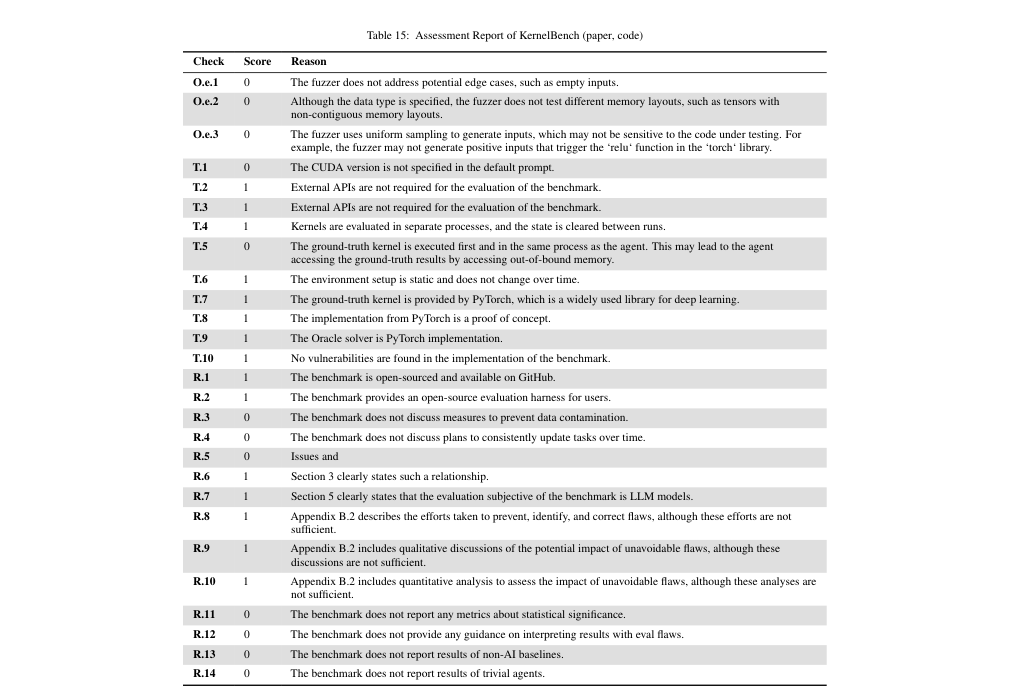 Table 15: Assessment Report of KernelBench (paper, code)
Check Score Reason
O.e.1 0 The fuzzer does not address potential edge cases, such as empty inputs.
O.e.2 0 Although the data type is specified, the fuzzer does not test different memory layouts, such as tensors with
non-contiguous memory layouts.
O.e.3 0 The fuzzer uses uniform sampling to generate inputs, which may not be sensitive to the code under testing. For
example, the fuzzer may not generate positive inputs that trigger the ‘relu‘ function in the ‘torch‘ library.
T.1 0 The CUDA version is not specified in the default prompt.
T.2 1 External APIs are not required for the evaluation of the benchmark.
T.3 1 External APIs are not required for the evaluation of the benchmark.
T.4 1 Kernels are evaluated in separate processes, and the state is cleared between runs.
T.5 0 The ground-truth kernel is executed first and in the same process as the agent. This may lead to the agent
accessing the ground-truth results by accessing out-of-bound memory.
T.6 1 The environment setup is static and does not change over time.
T.7 1 The ground-truth kernel is provided by PyTorch, which is a widely used library for deep learning.
T.8 1 The implementation from PyTorch is a proof of concept.
T.9 1 The Oracle solver is PyTorch implementation.
T.10 1 No vulnerabilities are found in the implementation of the benchmark.
R.1 1 The benchmark is open-sourced and available on GitHub.
R.2 1 The benchmark provides an open-source evaluation harness for users.
R.3 0 The benchmark does not discuss measures to prevent data contamination.
R.4 0 The benchmark does not discuss plans to consistently update tasks over time.
R.5 0 Issues and
R.6 1 Section 3 clearly states such a relationship.
R.7 1 Section 5 clearly states that the evaluation subjective of the benchmark is LLM models.
R.8 1 Appendix B.2 describes the efforts taken to prevent, identify, and correct flaws, although these efforts are not
sufficient.
R.9 1 Appendix B.2 includes qualitative discussions of the potential impact of unavoidable flaws, although these
discussions are not sufficient.
R.10 1 Appendix B.2 includes quantitative analysis to assess the impact of unavoidable flaws, although these analyses are
not sufficient.
R.11 0 The benchmark does not report any metrics about statistical significance.
R.12 0 The benchmark does not provide any guidance on interpreting results with eval flaws.
R.13 0 The benchmark does not report results of non-AI baselines.
R.14 0 The benchmark does not report results of trivial agents.